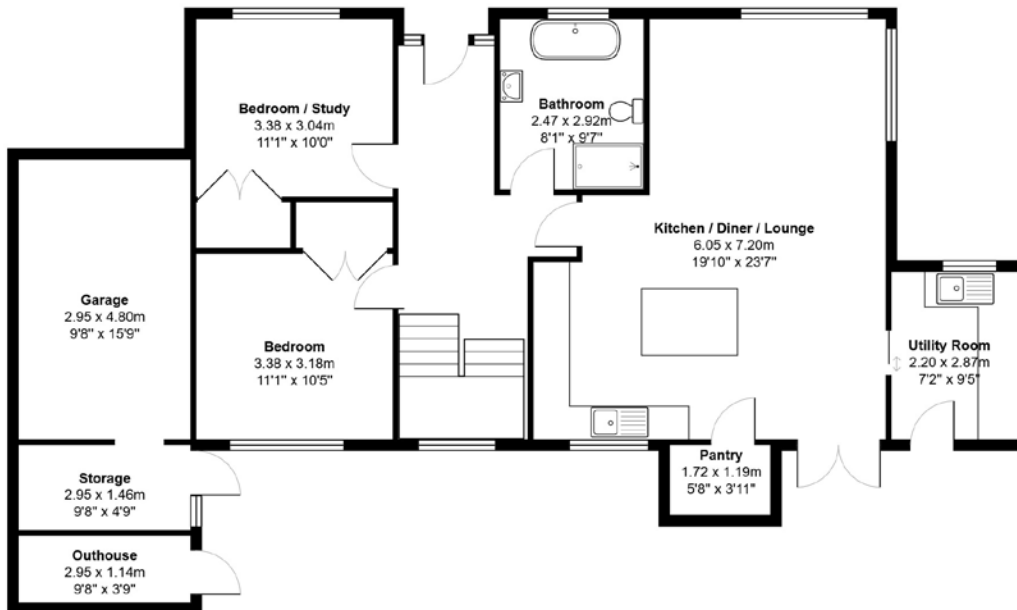 Bedroom / Study
3.38 x 3.04m
11'1" x 10'0"
Bathroom
2.47 x 2.92m
8'1" x 9'7"
Kitchen / Diner / Lounge
6.05 x 7.20m
19'10" x 23'7"
Garage
2.95 x 4.80m
9'8" x 15'9"
Bedroom
3.38 x 3.18m
11'1" x 10'5"
Utility Room
2.20 x 2.87m
7'2" x 9'5"
Pantry
1.72 x 1.19m
5'8" x 3'11"
Storage
2.95 x 1.46m
9'8" x 4'9"
Outhouse
2.95 x 1.14m
9'8" x 3'9"